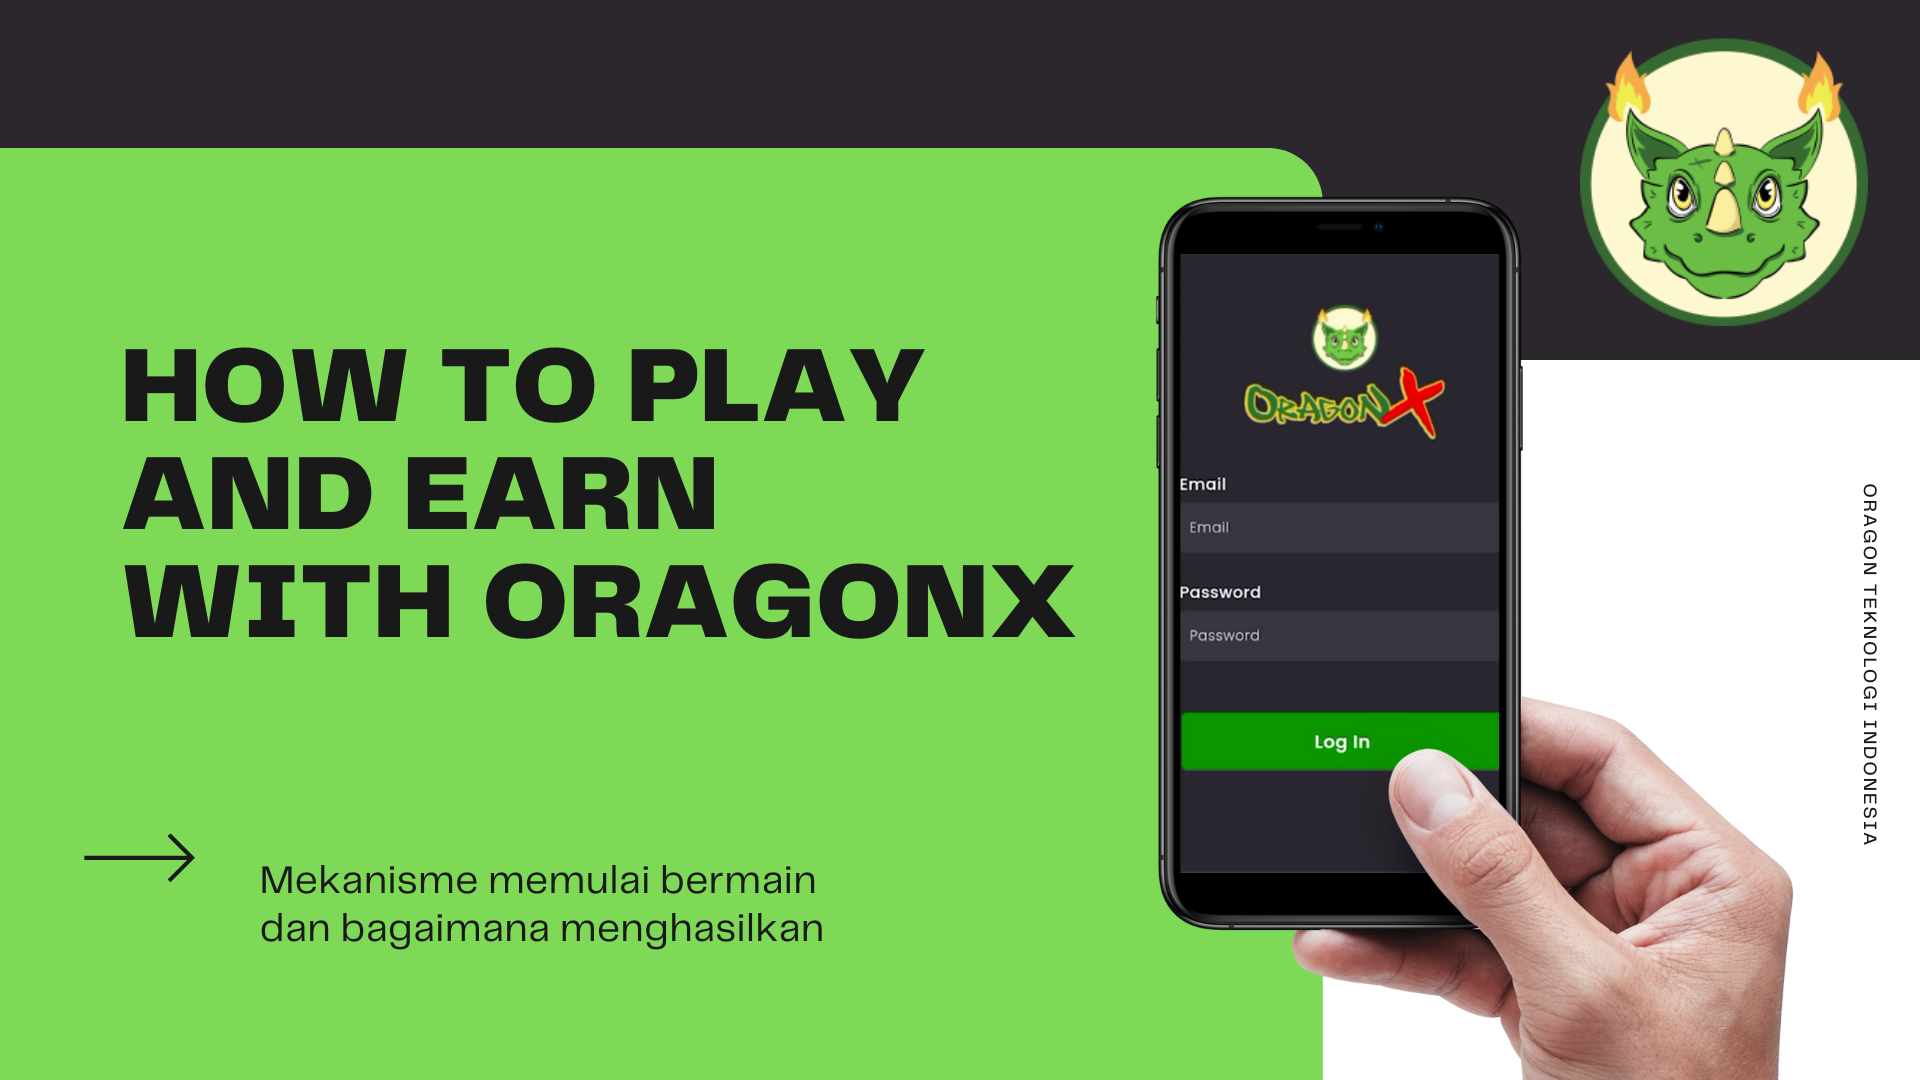 HOW TO PLAY
AND EARN
WITH ORAGONX
Mekanisme memulai bermain
dan bagaimana menghasilkan
ORAGONX
Email
Email
Password
Password
Log In
ORAGON TEKNOLOGI INDONESIA